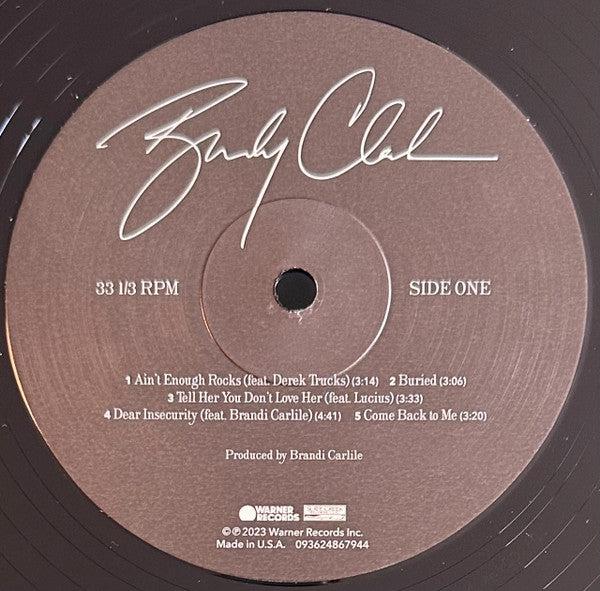 Brandy Clark
33 1/3 RPM
SIDE ONE
1 Ain't Enough Rocks (feat. Derek Trucks) (3:14) 2 Buried (3:06)
3 Tell Her You Don't Love Her (feat. Lucius) (3:33)
4 Dear Insecurity (feat. Brandi Carlile) (4:41) 5 Come Back to Me (3:20)
Produced by Brandi Carlile
WARNER
RECORDS
© ℗ 2023 Warner Records Inc.
Made in U.S.A. 093624867944